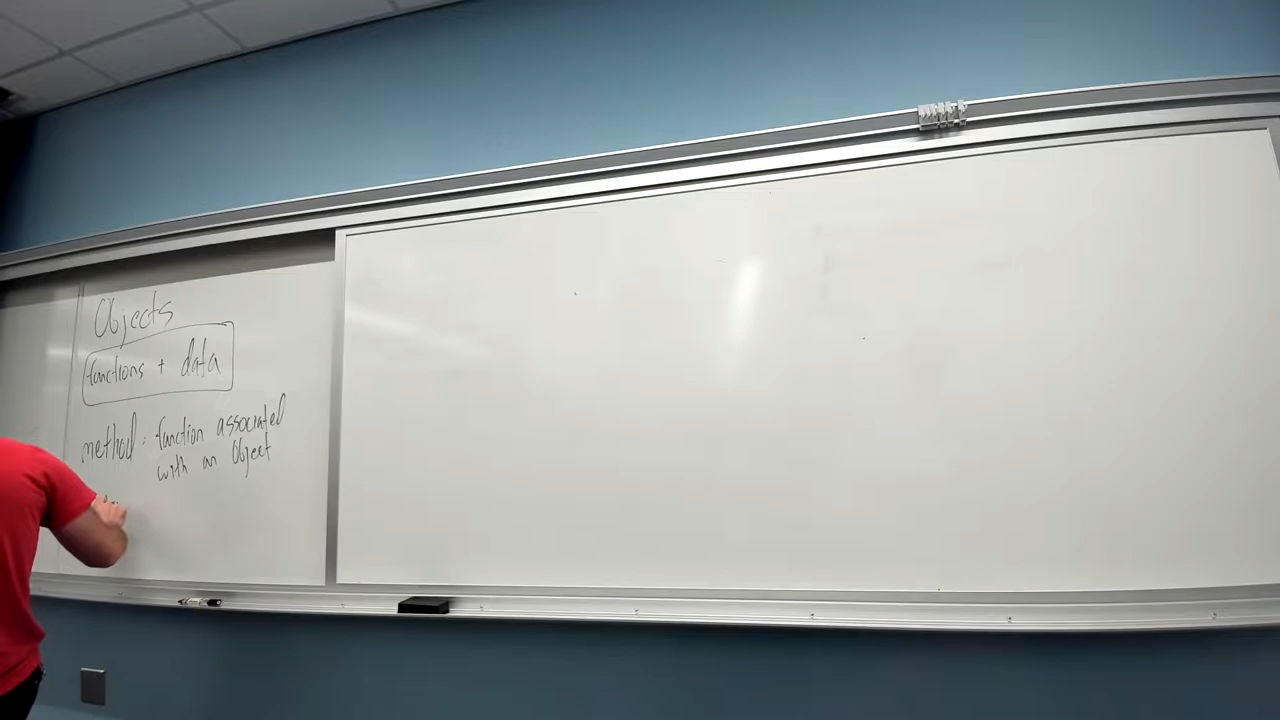 Objects
functions + data
method: function associated
with an Object